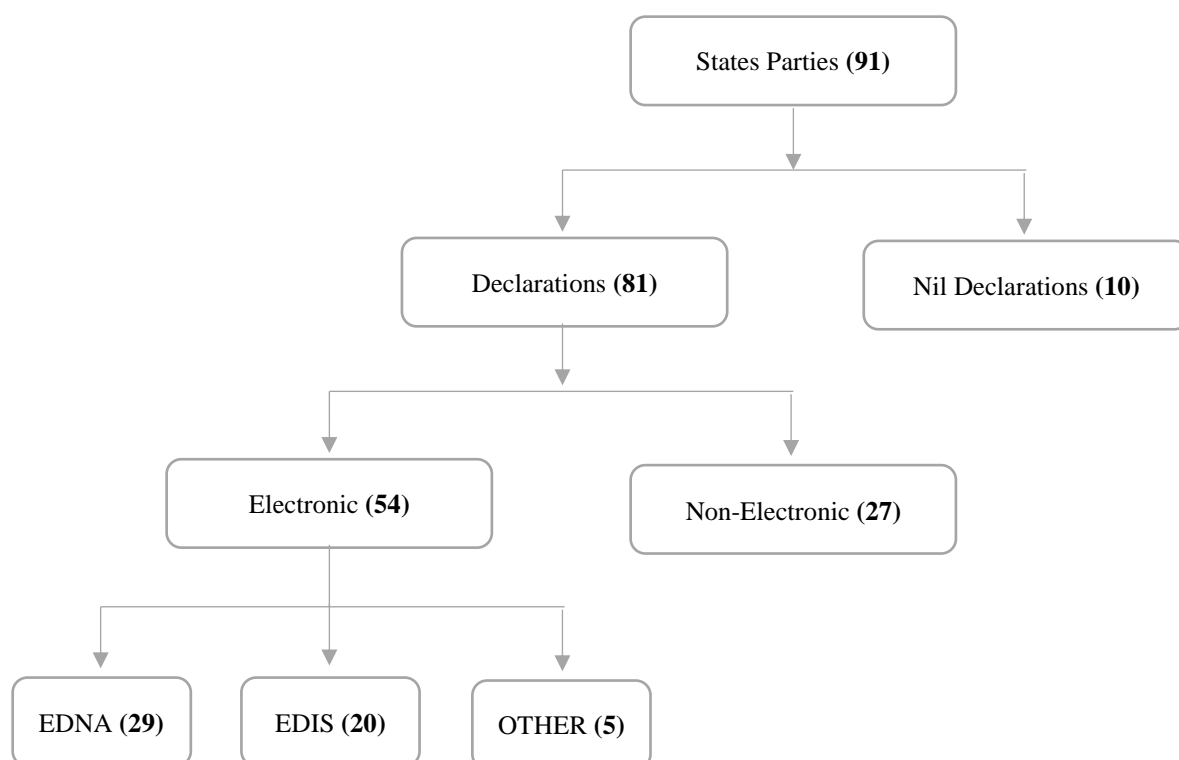 States Parties (91)
Declarations (81)
Nil Declarations (10)
Electronic (54)
Non-Electronic (27)
EDNA (29)
EDIS (20)
OTHER (5)